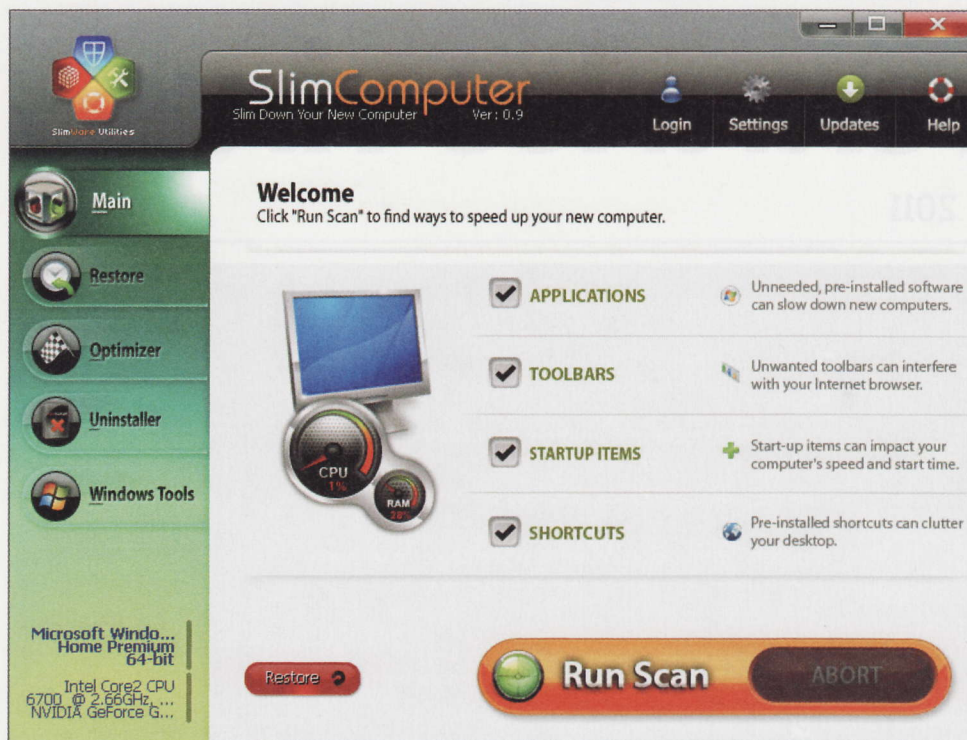 SlimWare Utilities
SlimComputer
Slim Down Your New Computer
Ver: 0.9
Login
Settings
Updates
Help
Main
Restore
Optimizer
Uninstaller
Windows Tools
Microsoft Windo...
Home Premium
64-bit
Intel Core2 CPU
6700 @ 2.66GHz, ...
NVIDIA GeForce G...
Welcome
Click "Run Scan" to find ways to speed up your new computer.
2011
CPU
1%
RAM
28%
APPLICATIONS
Unneeded, pre-installed software
can slow down new computers.
TOOLBARS
Unwanted toolbars can interfere
with your Internet browser.
STARTUP ITEMS
Start-up items can impact your
computer's speed and start time.
SHORTCUTS
Pre-installed shortcuts can clutter
your desktop.
Restore
Run Scan
ABORT